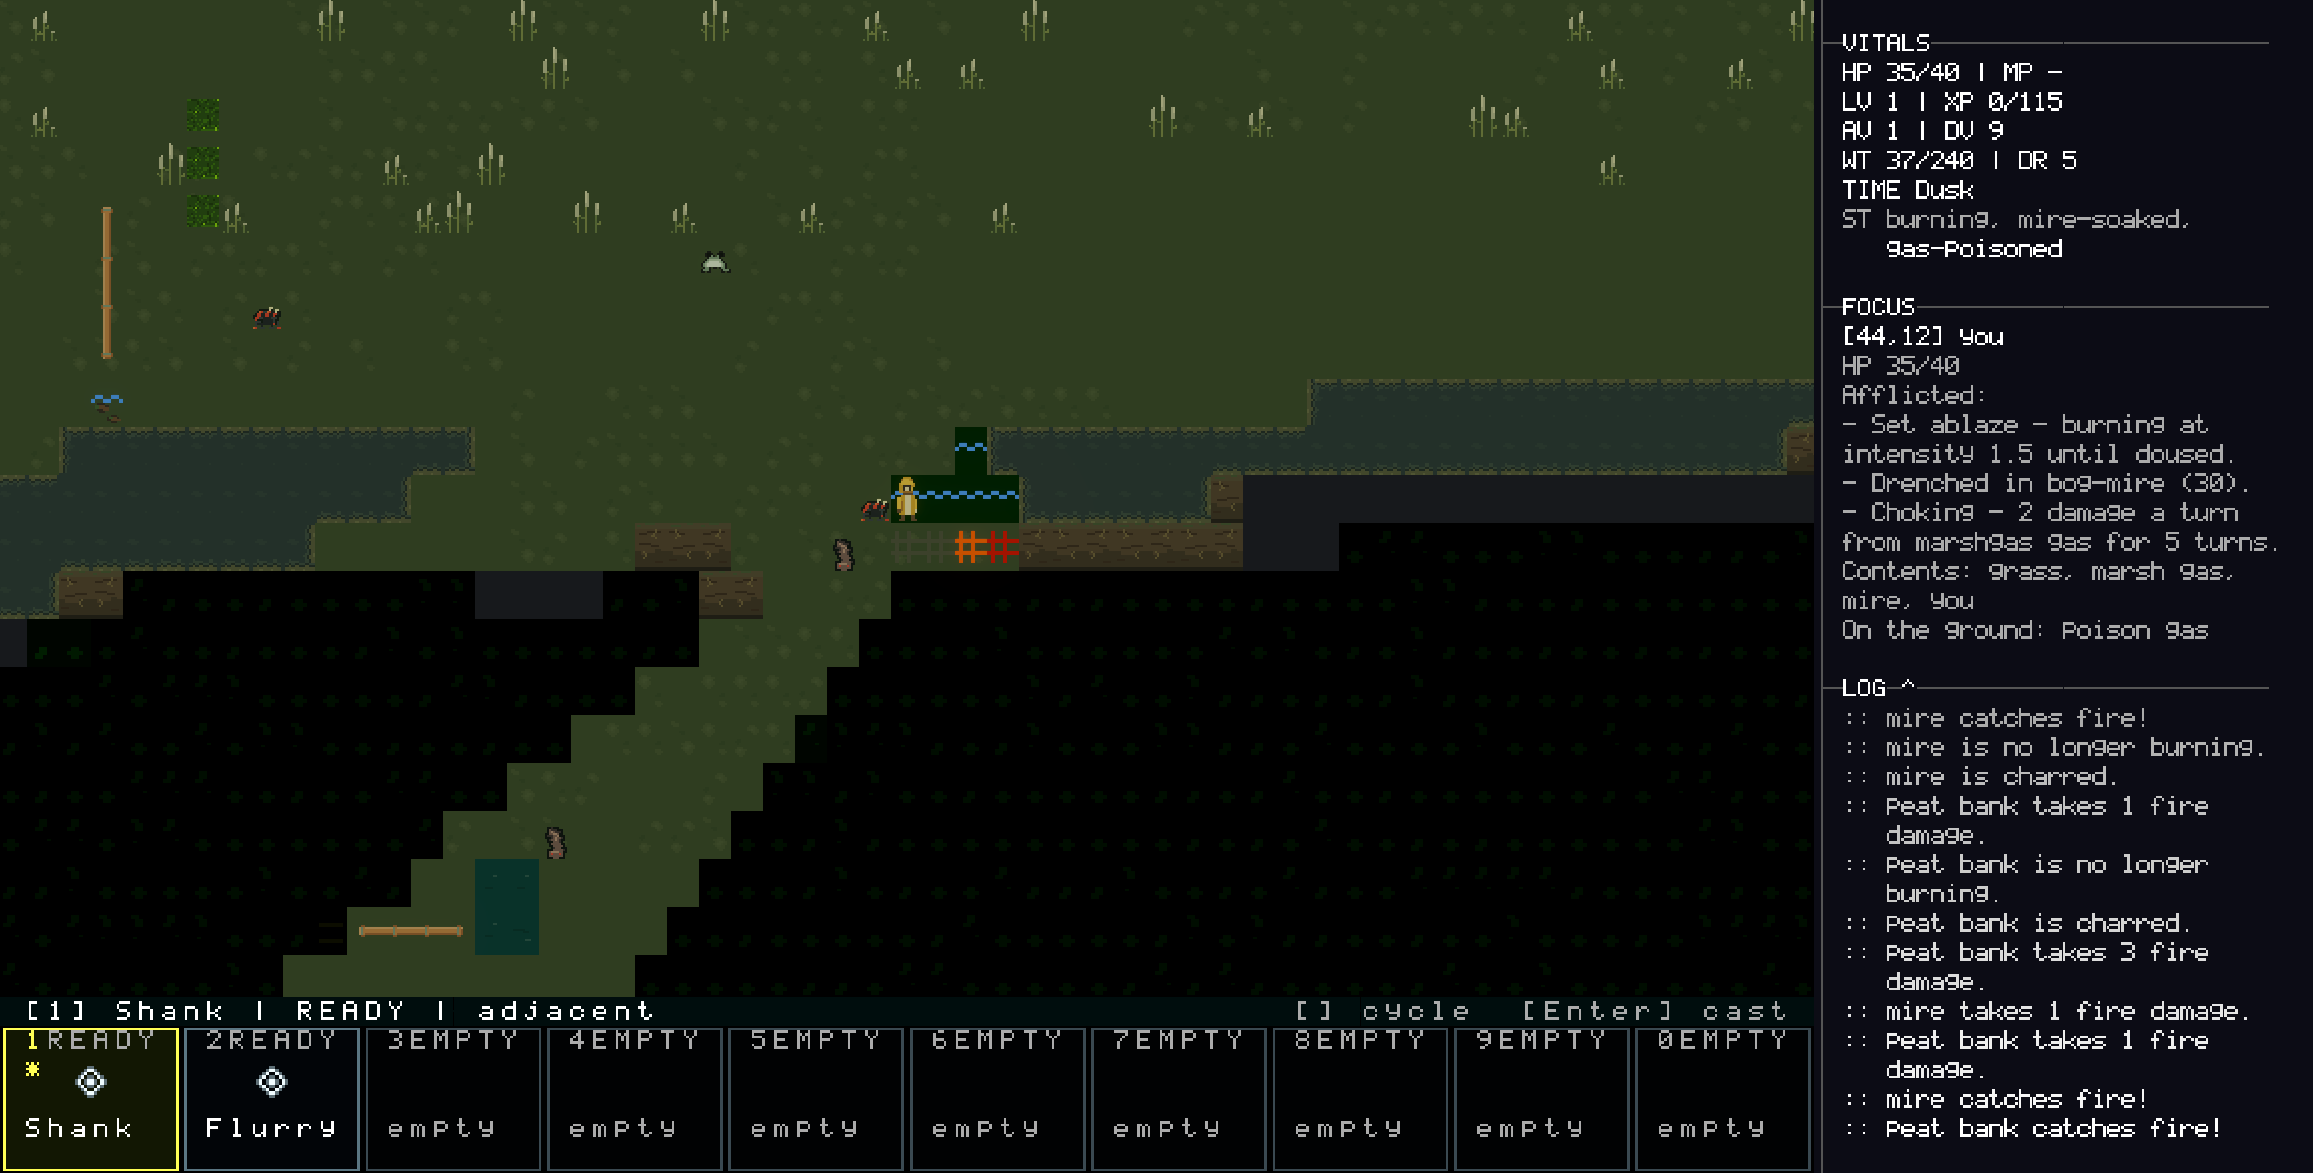 VITALS
HP 35/40 | MP -
LV 1 | XP 0/115
AV 1 | DV 9
WT 37/240 | DR 5
TIME Dusk
ST burning, mire-soaked,
gas-poisoned
FOCUS
[44,12] You
HP 35/40
Afflicted:
- Set ablaze - burning at
intensity 1.5 until doused.
- Drenched in bog-mire (30).
- Choking - 2 damage a turn
from marshgas gas for 5 turns.
Contents: grass, marsh gas,
mire, You
On the ground: Poison gas
LOG ^
:: mire catches fire!
:: mire is no longer burning.
:: mire is charred.
:: Peat bank takes 1 fire
damage.
:: Peat bank is no longer
burning.
:: Peat bank is charred.
:: Peat bank takes 3 fire
damage.
:: mire takes 1 fire damage.
:: Peat bank takes 1 fire
damage.
:: mire catches fire!
:: Peat bank catches fire!
[1] Shank | READY | adjacent [] cycle [Enter] cast
1READY 2READY 3EMPTY 4EMPTY 5EMPTY 6EMPTY 7EMPTY 8EMPTY 9EMPTY 0EMPTY
Shank Flurry empty empty empty empty empty empty empty empty